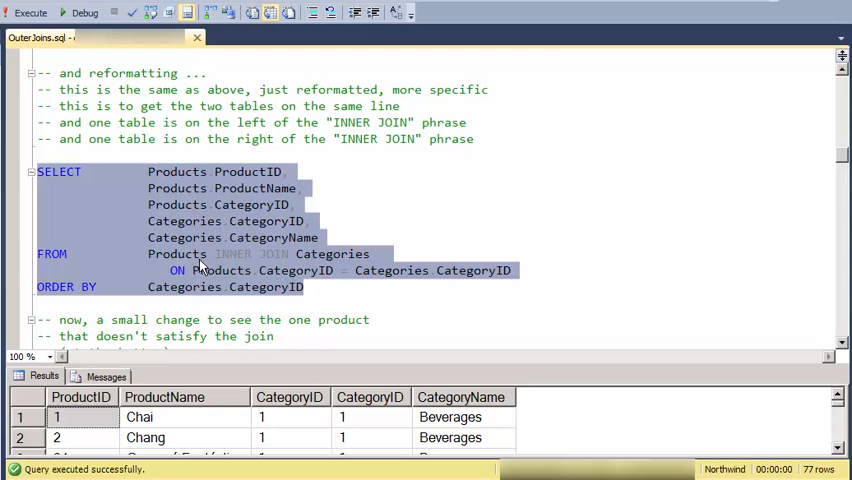 Execute Debug
OuterJoins.sql -
-- and reformatting ...
-- this is the same as above, just reformatted, more specific
-- this is to get the two tables on the same line
-- and one table is on the left of the "INNER JOIN" phrase
-- and one table is on the right of the "INNER JOIN" phrase
SELECT Products.ProductID,
Products.ProductName,
Products.CategoryID,
Categories.CategoryID,
Categories.CategoryName
FROM Products INNER JOIN Categories
ON Products.CategoryID = Categories.CategoryID
ORDER BY Categories.CategoryID
-- now, a small change to see the one product
-- that doesn't satisfy the join
100 %
Results Messages
ProductID ProductName CategoryID CategoryID CategoryName
1 1 Chai 1 1 Beverages
2 2 Chang 1 1 Beverages
Query executed successfully. Northwind 00:00:00 77 rows